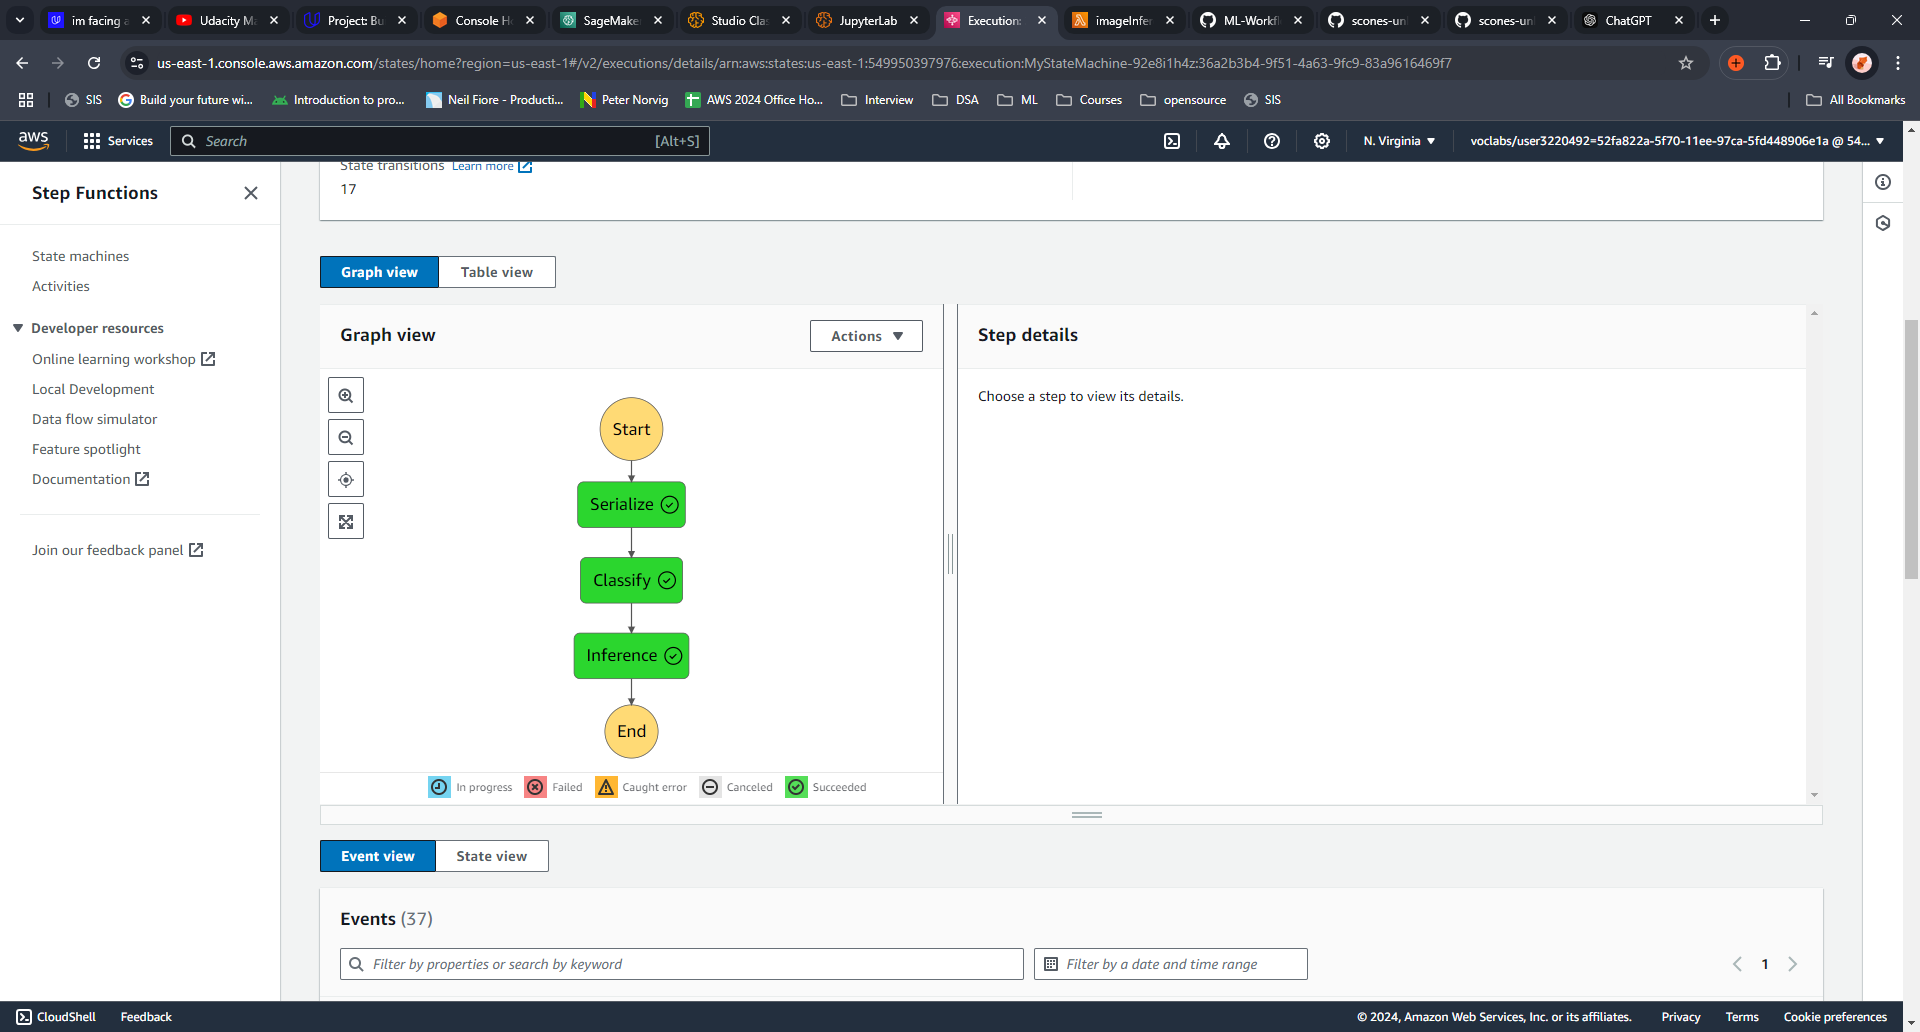 im facing a
Udacity Ma
Project: Bu
Console Ho
SageMaker
Studio Clas
JupyterLab
Execution:
imageInfer
ML-Workfl
scones-unl
scones-unl
ChatGPT
us-east-1.console.aws.amazon.com/states/home?region=us-east-1#/v2/executions/details/arn:aws:states:us-east-1:549950397976:execution:MyStateMachine-92e8i1h4z:36a2b3b4-9f51-4a63-9fc9-83a9616469f7
SIS
Build your future wi...
Introduction to pro...
Neil Fiore - Producti...
Peter Norvig
AWS 2024 Office Ho...
Interview
DSA
ML
Courses
opensource
SIS
All Bookmarks
aws
Services
Search
[Alt+S]
N. Virginia
voclabs/user3220492=52fa822a-5f70-11ee-97ca-5fd448906e1a @ 54...
Step Functions
State machines
Activities
Developer resources
Online learning workshop
Local Development
Data flow simulator
Feature spotlight
Documentation
Join our feedback panel
State transitions Learn more
17
Graph view
Table view
Graph view
Actions
Start
Serialize
Classify
Inference
End
In progress
Failed
Caught error
Canceled
Succeeded
Step details
Choose a step to view its details.
Event view
State view
Events (37)
Filter by properties or search by keyword
Filter by a date and time range
1
CloudShell
Feedback
© 2024, Amazon Web Services, Inc. or its affiliates.
Privacy
Terms
Cookie preferences